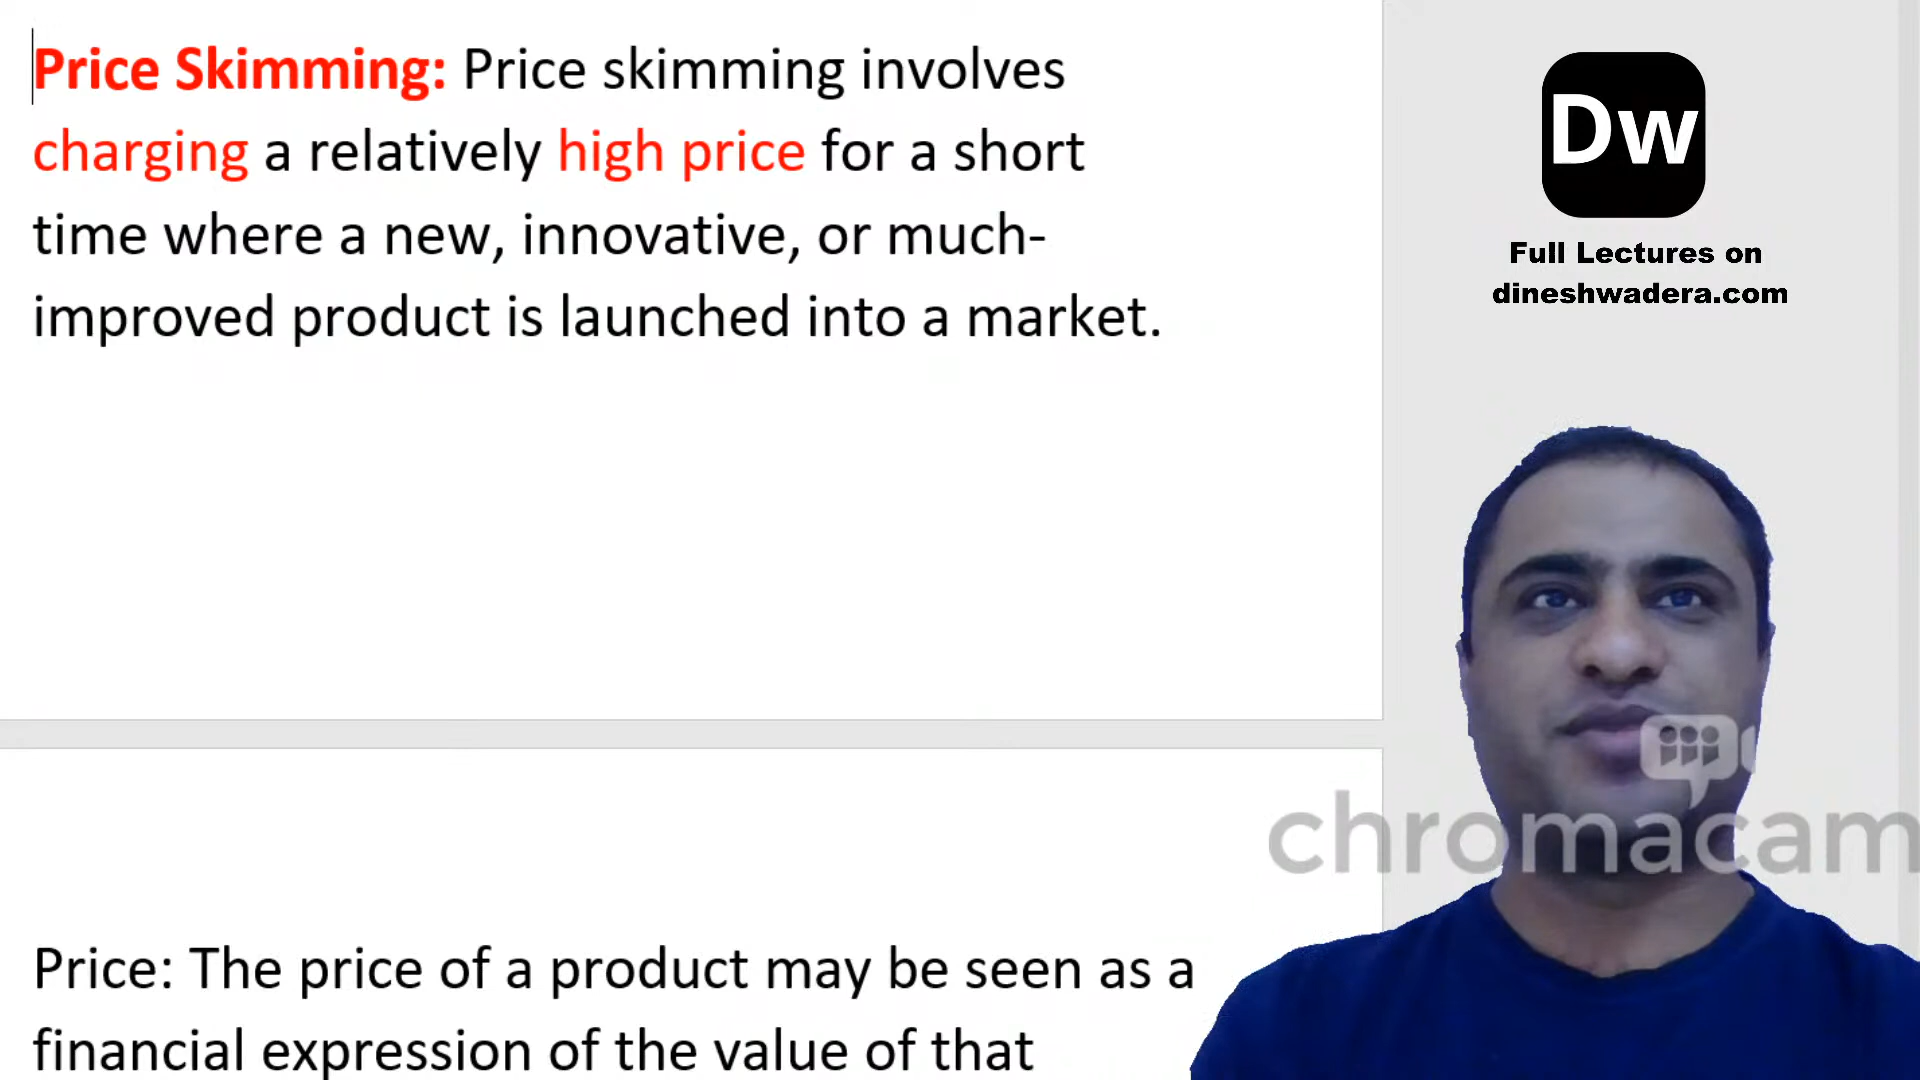 Price Skimming: Price skimming involves
charging a relatively high price for a short
time where a new, innovative, or much-
improved product is launched into a market.
Price: The price of a product may be seen as a
financial expression of the value of that
Dw
Full Lectures on
dineshwadera.com
chromacam